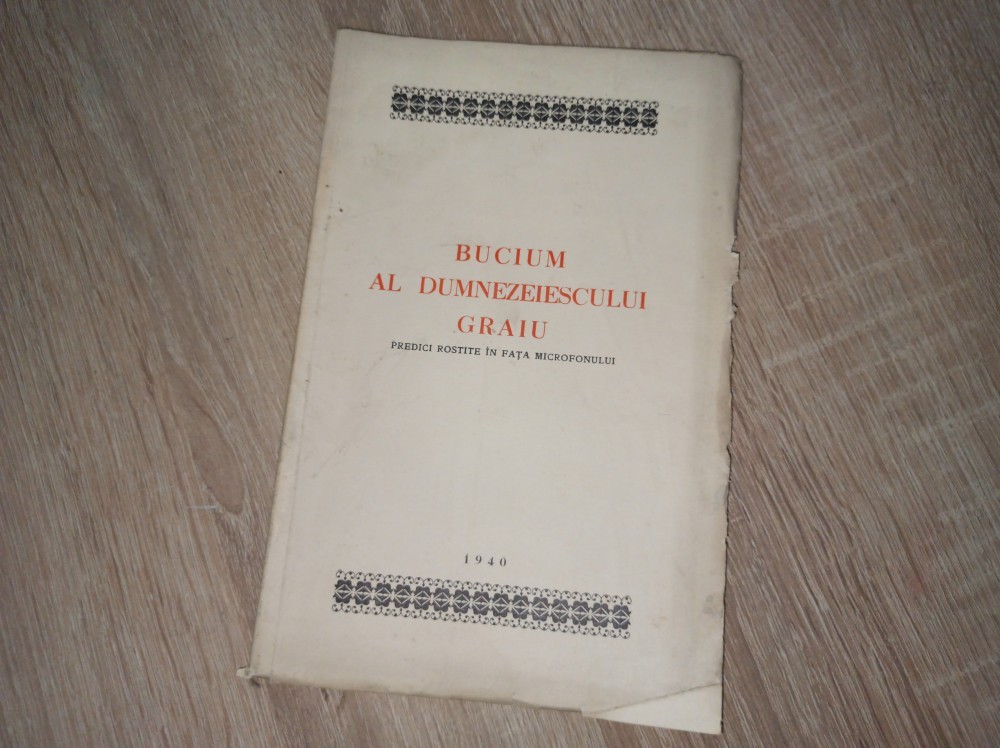 BUCIUM
AL DUMNEZEIESCULUI
GRAIU
PREDICI ROSTITE ÎN FAȚA MICROFONULUI
1940